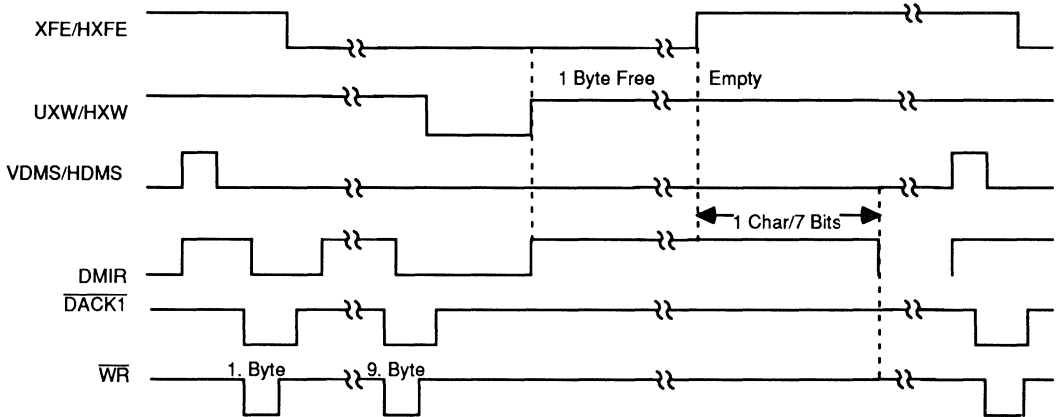 XFE/HXFE
1 Byte Free Empty
UXW/HXW
VDMS/HDMS
1 Char/7 Bits
DMIR
DACK1
WR 1. Byte 9. Byte